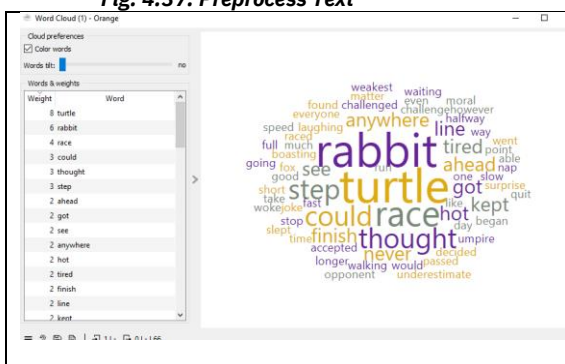 Fig. 4.37. Preprocess Text
Word Cloud (1) - Orange
Cloud preferences
Color words
Words tilt: no
Words & weights
Weight Word
8 turtle
6 rabbit
4 race
3 could
3 thought
3 step
2 ahead
2 got
2 see
2 anywhere
2 hot
2 tired
2 finish
2 line
2 kept
weakest waiting
matter
found challenged even moral
everyone challengehowever
speed laughing anywhere halfway
raced line way
full much rabbit tired point went
boasting able
going fox see run ahead nap
good one slow
short step turtle got surprise
take like quit
woke joke fast could race hot kept
stop day began
slept finish thought umpire
time never decided
accepted passed
longer walking would
opponent underestimate